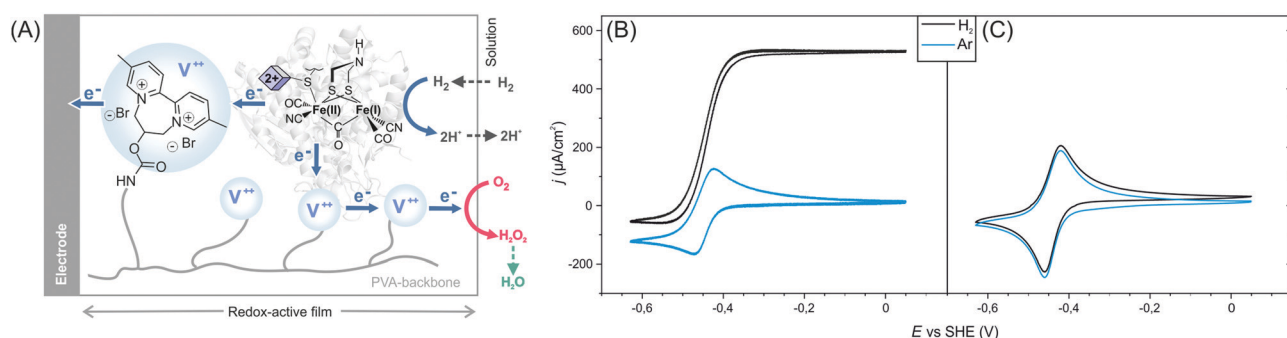 (A)
V⁺⁺
N
+
N
+
⊖Br
⊖ Br
O
O
HN
e⁻
e⁻
2+
S
H
N
S S
OC
NC
Fe(II)
Fe(I)
C
O
CN
CO
H₂
H₂
2H⁺
2H⁺
Solution
e⁻
V⁺⁺
V⁺⁺
e⁻
V⁺⁺
e⁻
O₂
H₂O₂
H₂O
PVA-backbone
Electrode
Redox-active film
(B)
H₂
Ar
(C)
j (µA/cm²)
600
400
200
0
-200
-0,6 -0,4 -0,2 0 -0,6 -0,4 -0,2 0
E vs SHE (V)